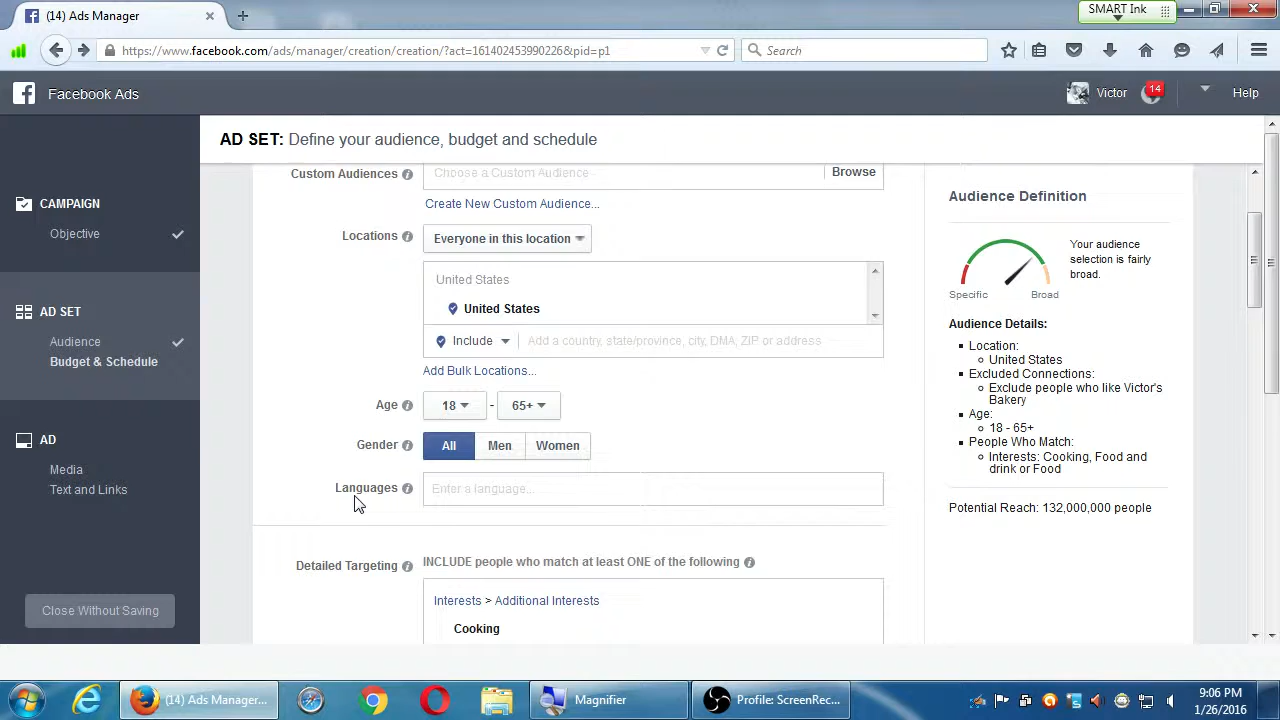 (14) Ads Manager
SMART Ink
https://www.facebook.com/ads/manager/creation/creation/?act=161402453990226&pid=p1
Search
Facebook Ads
Victor
14
Help
AD SET: Define your audience, budget and schedule
CAMPAIGN
Objective
AD SET
Audience
Budget & Schedule
AD
Media
Text and Links
Close Without Saving
Custom Audiences
Choose a Custom Audience
Browse
Create New Custom Audience...
Locations
Everyone in this location
United States
United States
Include
Add a country, state/province, city, DMA, ZIP or address
Add Bulk Locations...
Age
18
-
65+
Gender
All
Men
Women
Languages
Enter a language...
Detailed Targeting
INCLUDE people who match at least ONE of the following
Interests > Additional Interests
Cooking
Audience Definition
Specific
Broad
Your audience
selection is fairly
broad.
Audience Details:
Location:
United States
Excluded Connections:
Exclude people who like Victor's
Bakery
Age:
18 - 65+
People Who Match:
Interests: Cooking, Food and
drink or Food
Potential Reach: 132,000,000 people
(14) Ads Manager...
Magnifier
Profile: ScreenRec...
9:06 PM
1/26/2016